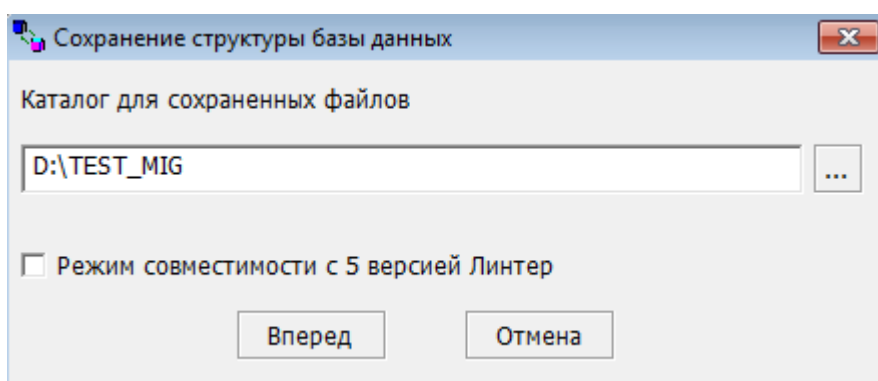 Сохранение структуры базы данных
Каталог для сохраненных файлов
D:\TEST_MIG
...
Режим совместимости с 5 версией Линтер
Вперед Отмена